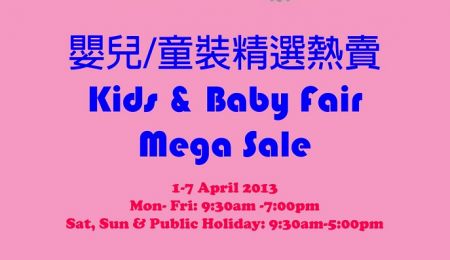 嬰兒/童裝精選熱賣
Kids & Baby Fair
Mega Sale
1-7 April 2013
Mon- Fri: 9:30am -7:00pm
Sat, Sun & Public Holiday: 9:30am-5:00pm